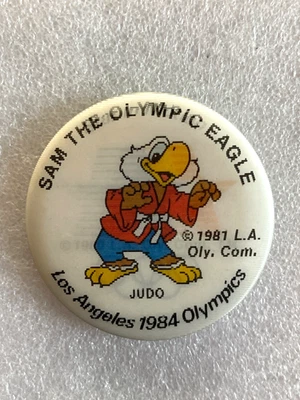 SAM THE OLYMPIC EAGLE
© 1981 L.A.
Oly. Com.
JUDO
Los Angeles 1984 Olympics